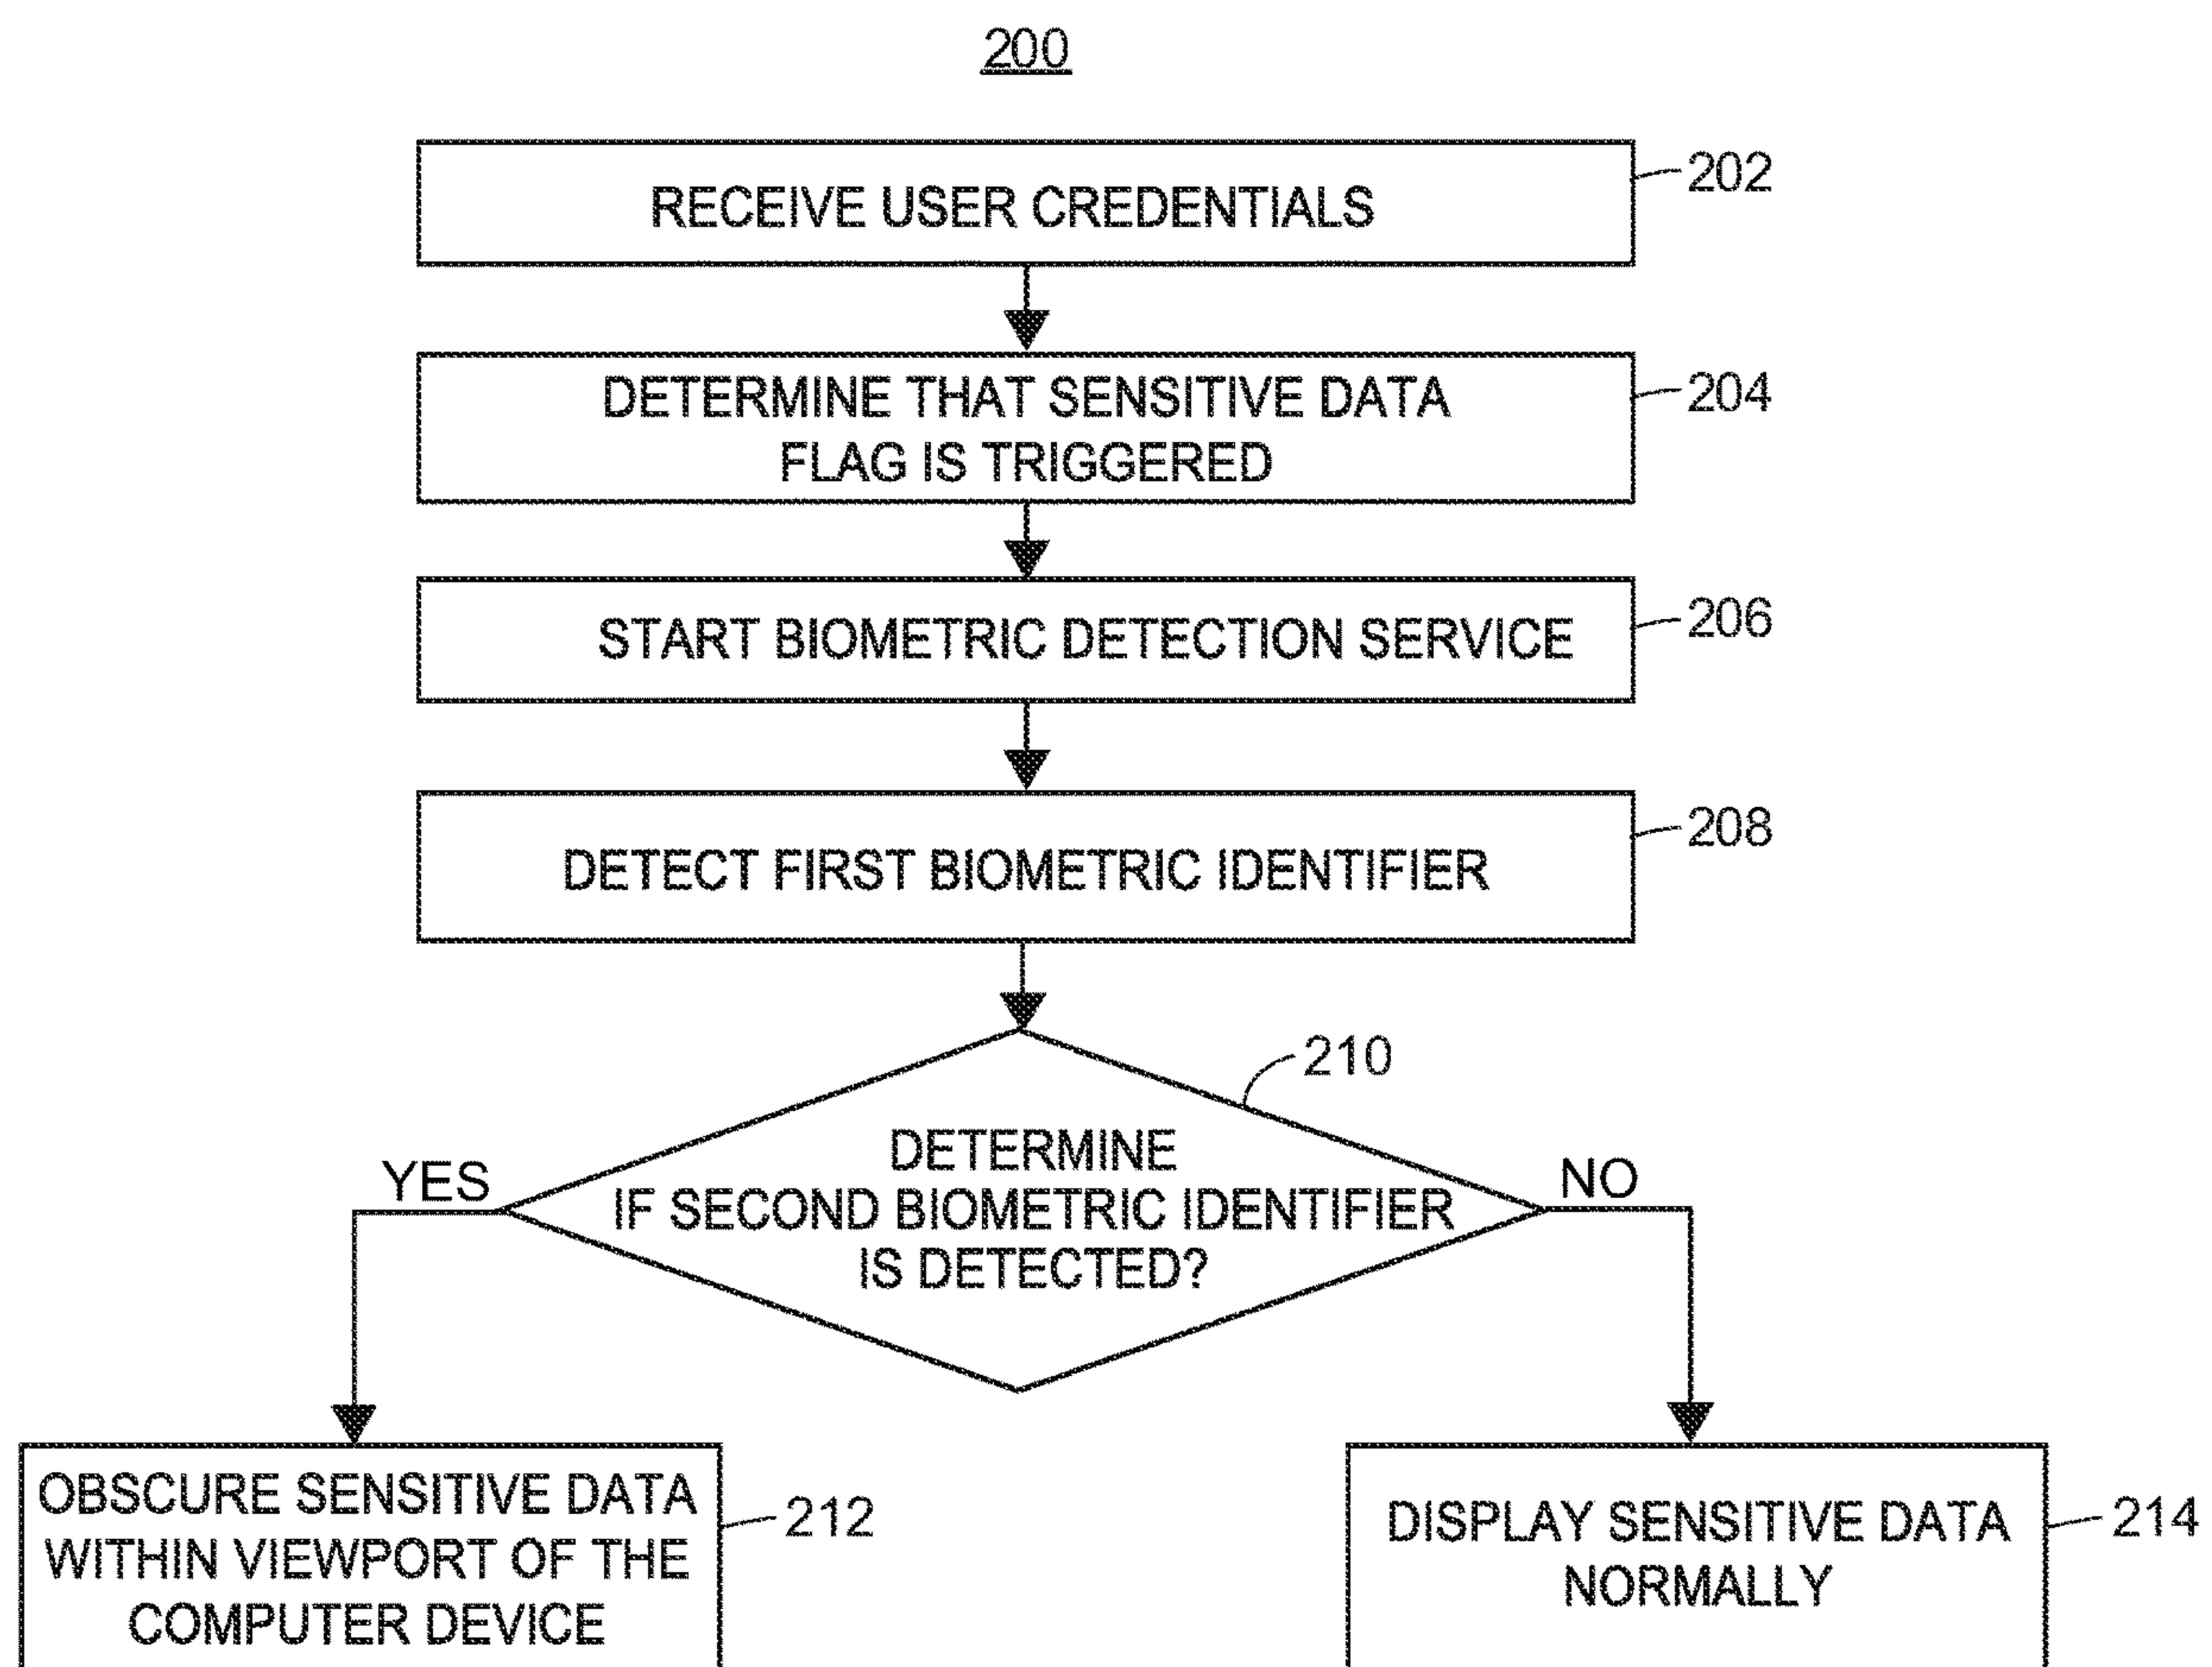 200
RECEIVE USER CREDENTIALS
202
DETERMINE THAT SENSITIVE DATA
FLAG IS TRIGGERED
204
START BIOMETRIC DETECTION SERVICE
206
DETECT FIRST BIOMETRIC IDENTIFIER
208
210
DETERMINE
IF SECOND BIOMETRIC IDENTIFIER
IS DETECTED?
YES
NO
OBSCURE SENSITIVE DATA
WITHIN VIEWPORT OF THE
COMPUTER DEVICE
212
DISPLAY SENSITIVE DATA
NORMALLY
214